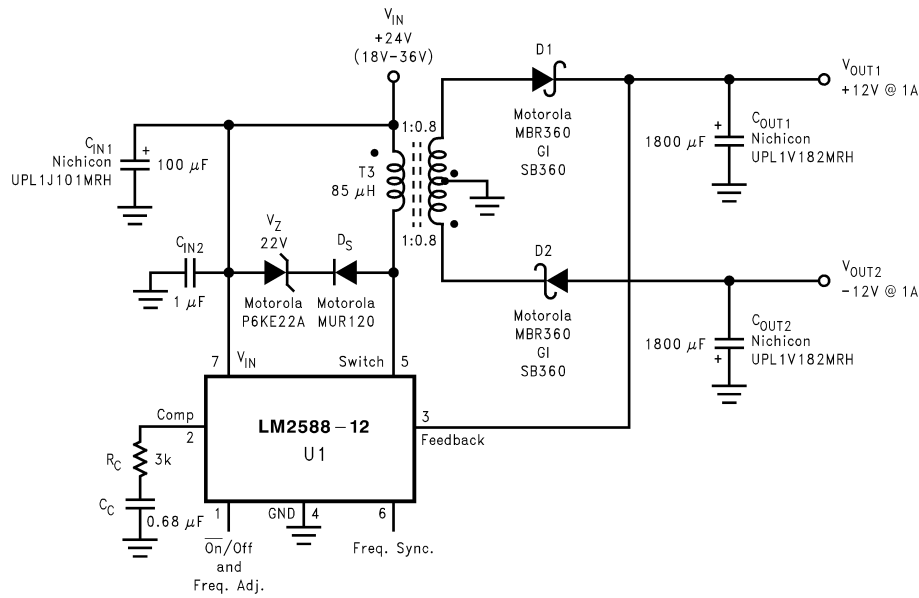 V_IN
+24V
(18V-36V)
1:0.8
T3
85 μH
1:0.8
C_IN1
Nichicon
UPL1J101MRH
+
100 μF
C_IN2
1 μF
V_Z
22V
Motorola
P6KE22A
D_S
Motorola
MUR120
D1
Motorola
MBR360
GI
SB360
V_OUT1
+12V @ 1A
+
1800 μF
C_OUT1
Nichicon
UPL1V182MRH
D2
Motorola
MBR360
GI
SB360
V_OUT2
-12V @ 1A
1800 μF
+
C_OUT2
Nichicon
UPL1V182MRH
7
V_IN
Switch
5
Comp
2
LM2588-12
U1
3
Feedback
R_C
3k
C_C
0.68 μF
1
GND
4
6
On/Off
and
Freq. Adj.
Freq. Sync.